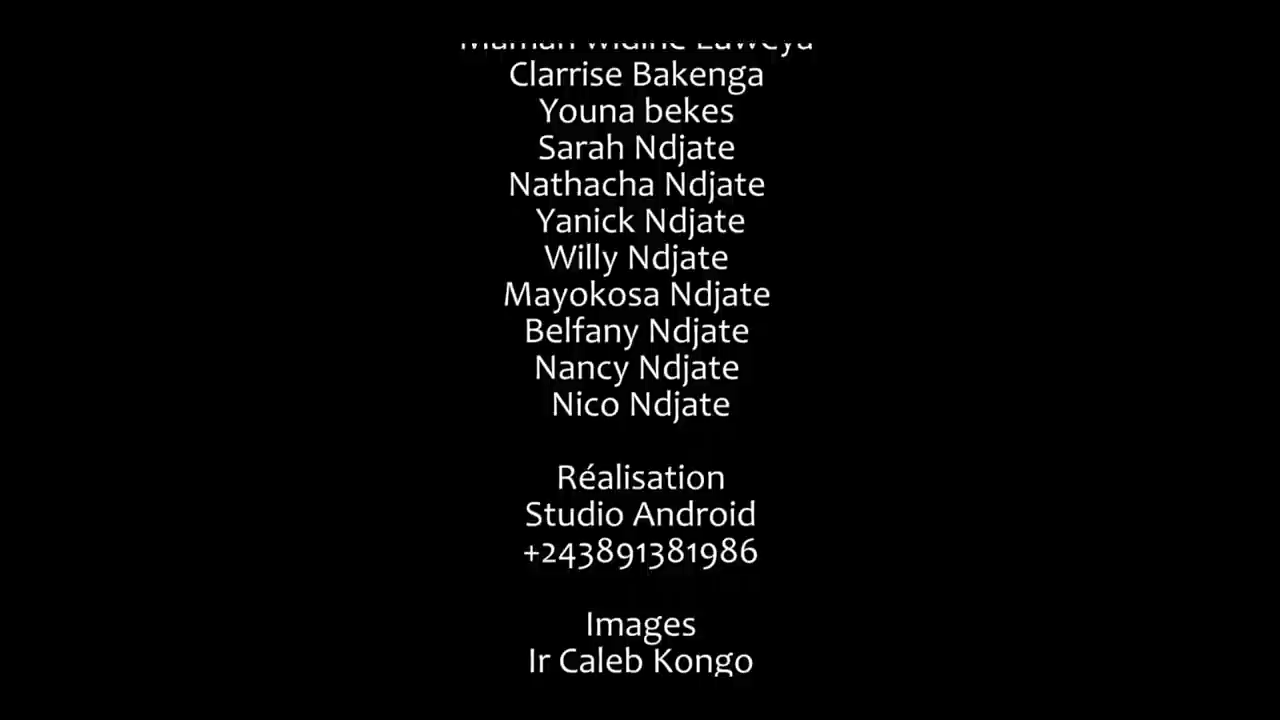 Maman
Clarrise Bakenga
Youna bekes
Sarah Ndjate
Nathacha Ndjate
Yanick Ndjate
Willy Ndjate
Mayokosa Ndjate
Belfany Ndjate
Nancy Ndjate
Nico Ndjate
Réalisation
Studio Android
+243891381986
Images
Ir Caleb Kongo